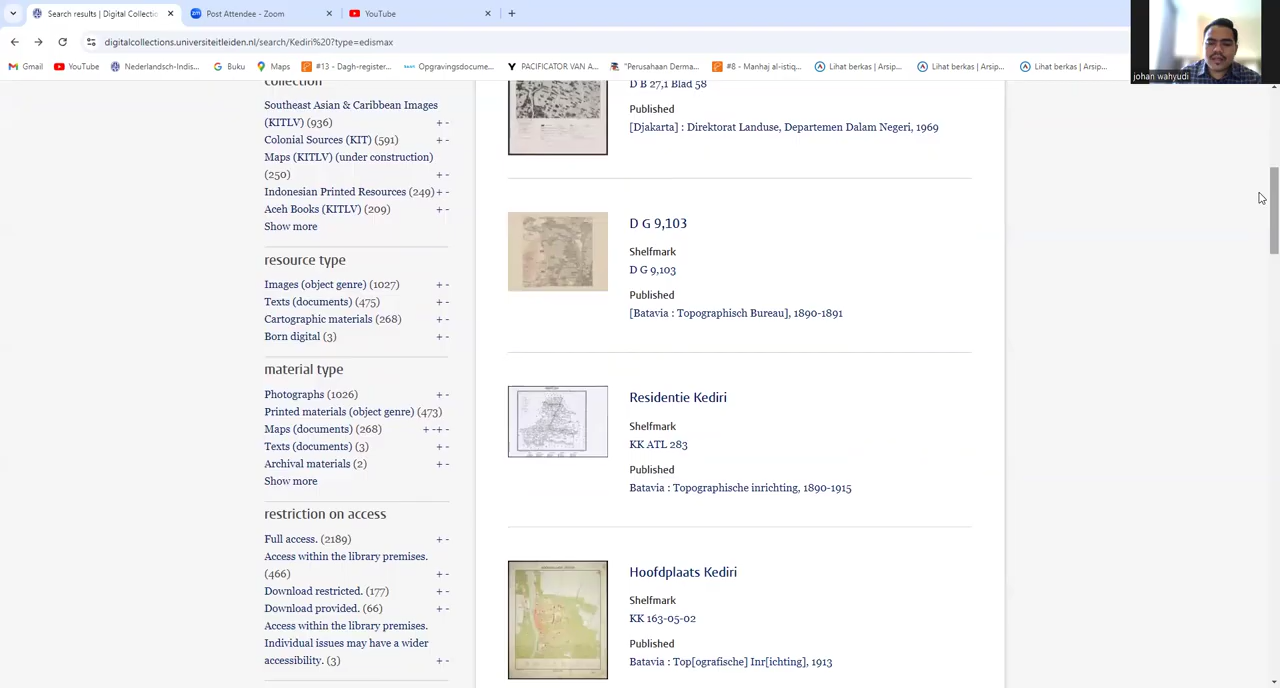 Search results | Digital Collectio
Post Attendee - Zoom
YouTube
digitalcollections.universiteitleiden.nl/search/Kediri%20?type=edismax
Gmail
YouTube
Nederlandsch-Indis...
Buku
Maps
#13 - Dagh-register...
Opgravingsdocume...
PACIFICATOR VAN A...
"Perusahaan Derma...
#8 - Manhaj al-istiq...
Lihat berkas | Arsip...
Lihat berkas | Arsip...
Lihat berkas | Arsip...
johan wahyudi
collection
Southeast Asian & Caribbean Images
(KITLV) (936) + -
Colonial Sources (KIT) (591) + -
Maps (KITLV) (under construction)
(250) + -
Indonesian Printed Resources (249) + -
Aceh Books (KITLV) (209) + -
Show more
resource type
Images (object genre) (1027) + -
Texts (documents) (475) + -
Cartographic materials (268) + -
Born digital (3) + -
material type
Photographs (1026) + -
Printed materials (object genre) (473)
Maps (documents) (268) + - + -
Texts (documents) (3) + -
Archival materials (2) + -
Show more
restriction on access
Full access. (2189) + -
Access within the library premises.
(466) + -
Download restricted. (177) + -
Download provided. (66) + -
Access within the library premises.
Individual issues may have a wider
accessibility. (3) + -
D B 27,1 Blad 58
Published
[Djakarta] : Direktorat Landuse, Departemen Dalam Negeri, 1969
D G 9,103
Shelfmark
D G 9,103
Published
[Batavia : Topographisch Bureau], 1890-1891
Residentie Kediri
Shelfmark
KK ATL 283
Published
Batavia : Topographische inrichting, 1890-1915
Hoofdplaats Kediri
Shelfmark
KK 163-05-02
Published
Batavia : Top[ografische] Inr[ichting], 1913